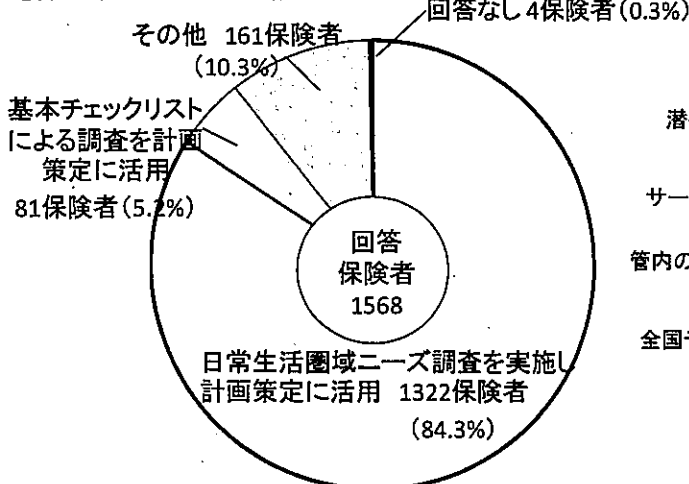 回答なし 4保険者(0.3%)
その他 161保険者
(10.3%)
基本チェックリスト
による調査を計画
策定に活用
81保険者(5.2%)
回答
保険者
1568
日常生活圏域ニーズ調査を実施し
計画策定に活用 1322保険者
(84.3%)
サー
管内の